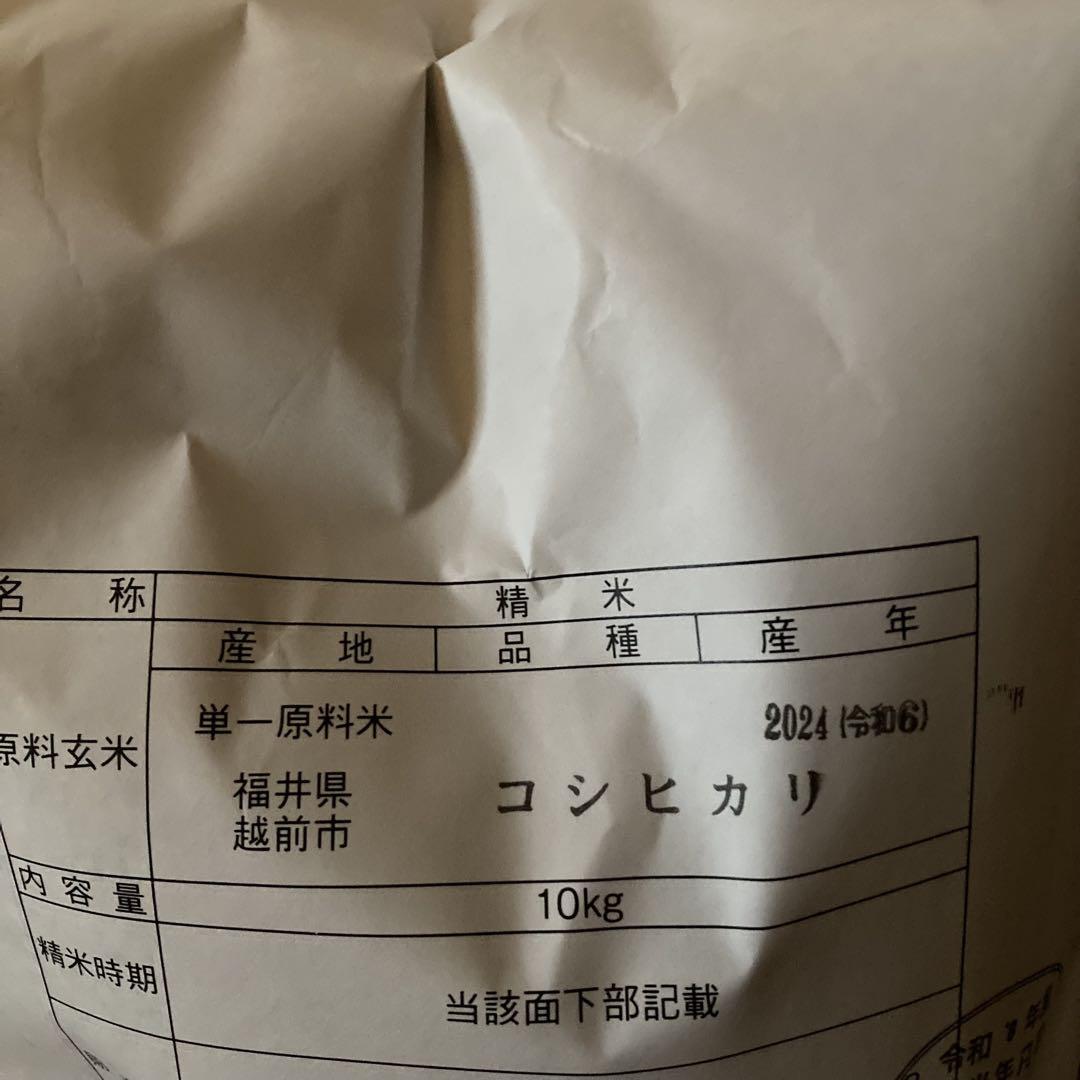 名称 精米
産地 品種 産年
原料玄米
単一原料米 2024 (令和6)
福井県 コシヒカリ
越前市
内容量 10kg
精米時期 当該面下部記載
令和